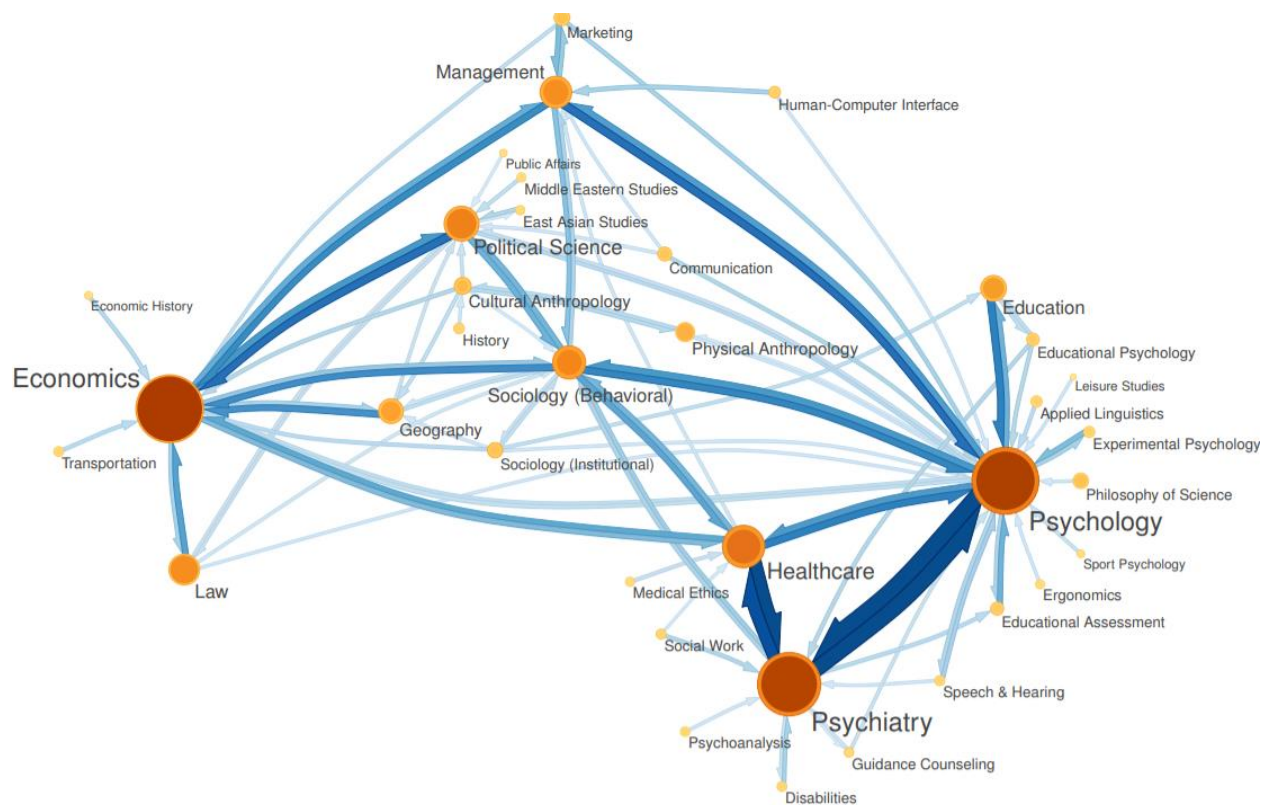 Marketing
Management
Human-Computer Interface
Public Affairs
Middle Eastern Studies
East Asian Studies
Political Science
Communication
Cultural Anthropology
Economic History
Education
History
Physical Anthropology
Educational Psychology
Economics
Leisure Studies
Sociology (Behavioral)
Applied Linguistics
Geography
Experimental Psychology
Transportation
Sociology (Institutional)
Philosophy of Science
Psychology
Sport Psychology
Healthcare
Law
Medical Ethics
Ergonomics
Educational Assessment
Social Work
Speech & Hearing
Psychiatry
Psychoanalysis
Guidance Counseling
Disabilities